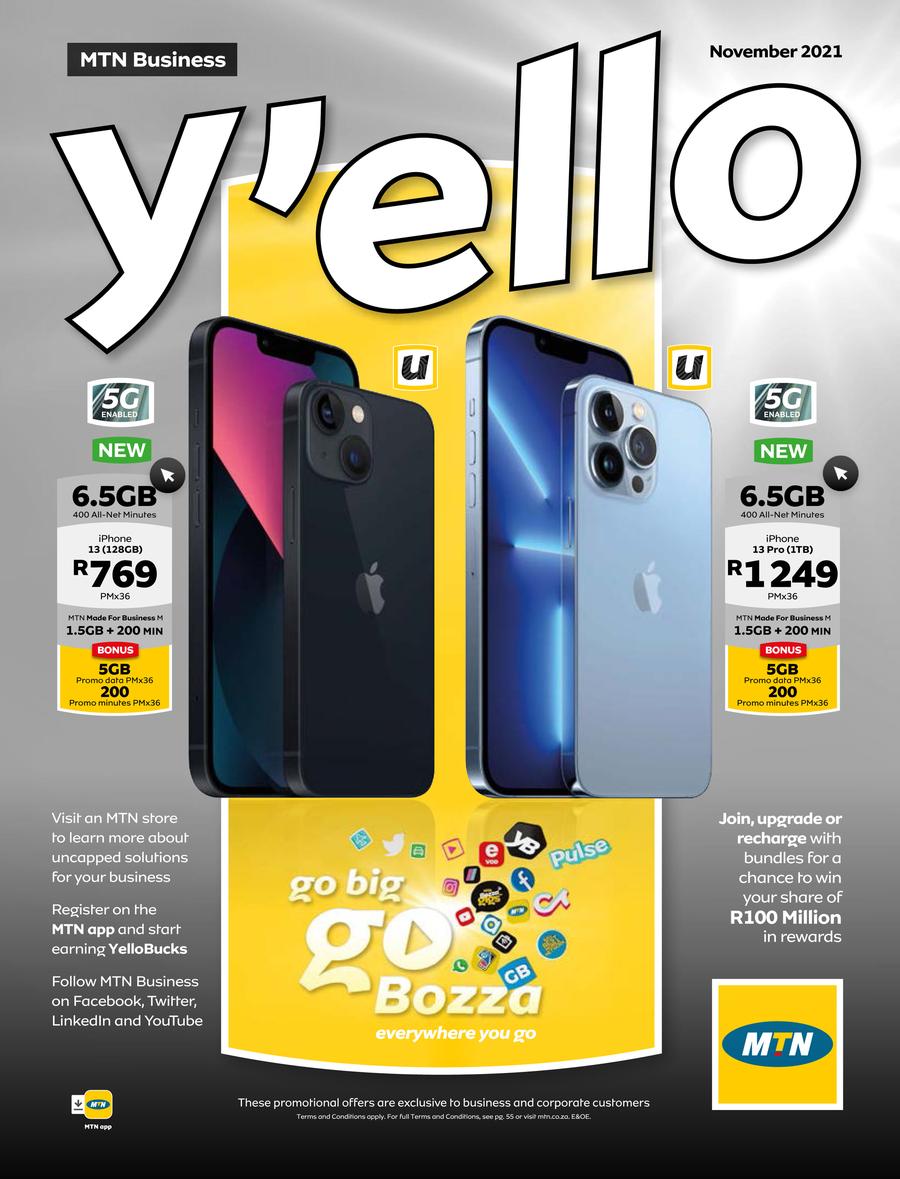 MTN Business
November 2021
y'ello
u
u
5G
ENABLED
NEW
6.5GB
400 All-Net Minutes
iPhone
13 (128GB)
R769
PMx36
MTN Made For Business M
1.5GB + 200 MIN
BONUS
5GB
Promo data PMx36
200
Promo minutes PMx36
5G
ENABLED
NEW
6.5GB
400 All-Net Minutes
iPhone
13 Pro (1TB)
R1 249
PMx36
MTN Made For Business M
1.5GB + 200 MIN
BONUS
5GB
Promo data PMx36
200
Promo minutes PMx36
Visit an MTN store
to learn more about
uncapped solutions
for your business
Register on the
MTN app and start
earning YelloBucks
Follow MTN Business
on Facebook, Twitter,
LinkedIn and YouTube
go big
go
Bozza
everywhere you go
e
VOD
YB
Pulse
MTN
GB
Join, upgrade or
recharge with
bundles for a
chance to win
your share of
R100 Million
in rewards
MTN
MTN
MTN app
These promotional offers are exclusive to business and corporate customers
Terms and Conditions apply. For full Terms and Conditions, see pg. 55 or visit mtn.co.za. E&OE.